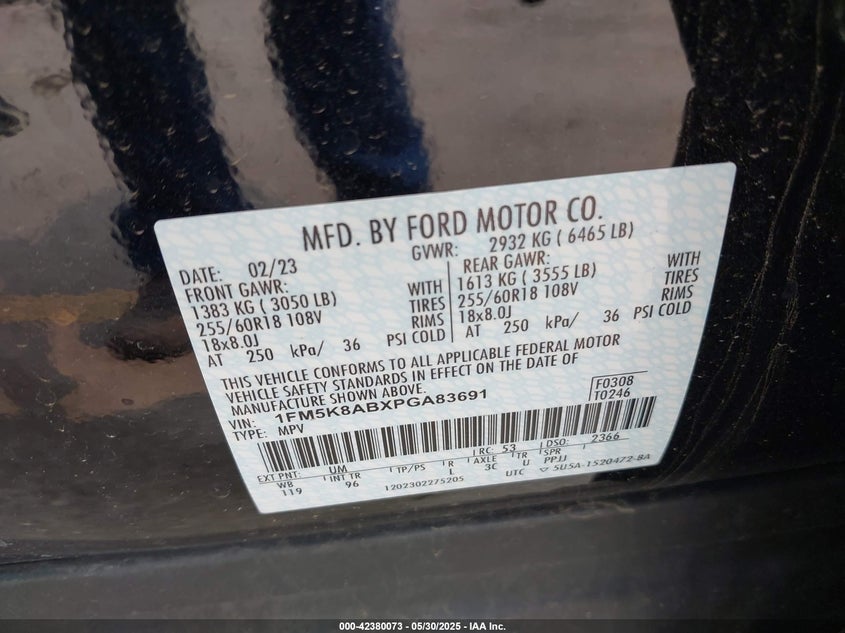 MFD. BY FORD MOTOR CO.
DATE: 02/23
GVWR: 2932 KG ( 6465 LB)
FRONT GAWR:
1383 KG ( 3050 LB) WITH
255/60R18 108V TIRES
18x8.0J RIMS
AT 250 kPa/ 36 PSI COLD
REAR GAWR: WITH
1613 KG ( 3555 LB) TIRES
255/60R18 108V RIMS
18x8.0J
AT 250 kPa/ 36 PSI COLD
THIS VEHICLE CONFORMS TO ALL APPLICABLE FEDERAL MOTOR
VEHICLE SAFETY STANDARDS IN EFFECT ON THE DATE OF
MANUFACTURE SHOWN ABOVE.
VIN: 1FM5K8ABXPGA83691
TYPE: MPV
F0308
T0246
EXT PNT: UM RC: 53 DSO: 2366
WB INT TR TP/PS R AXLE TR SPR
119 96 L 3C U PPJJ
1202302275205 UTC ▽ 5U5A-1520472-BA
000-42380073 — 05/30/2025 — IAA Inc.